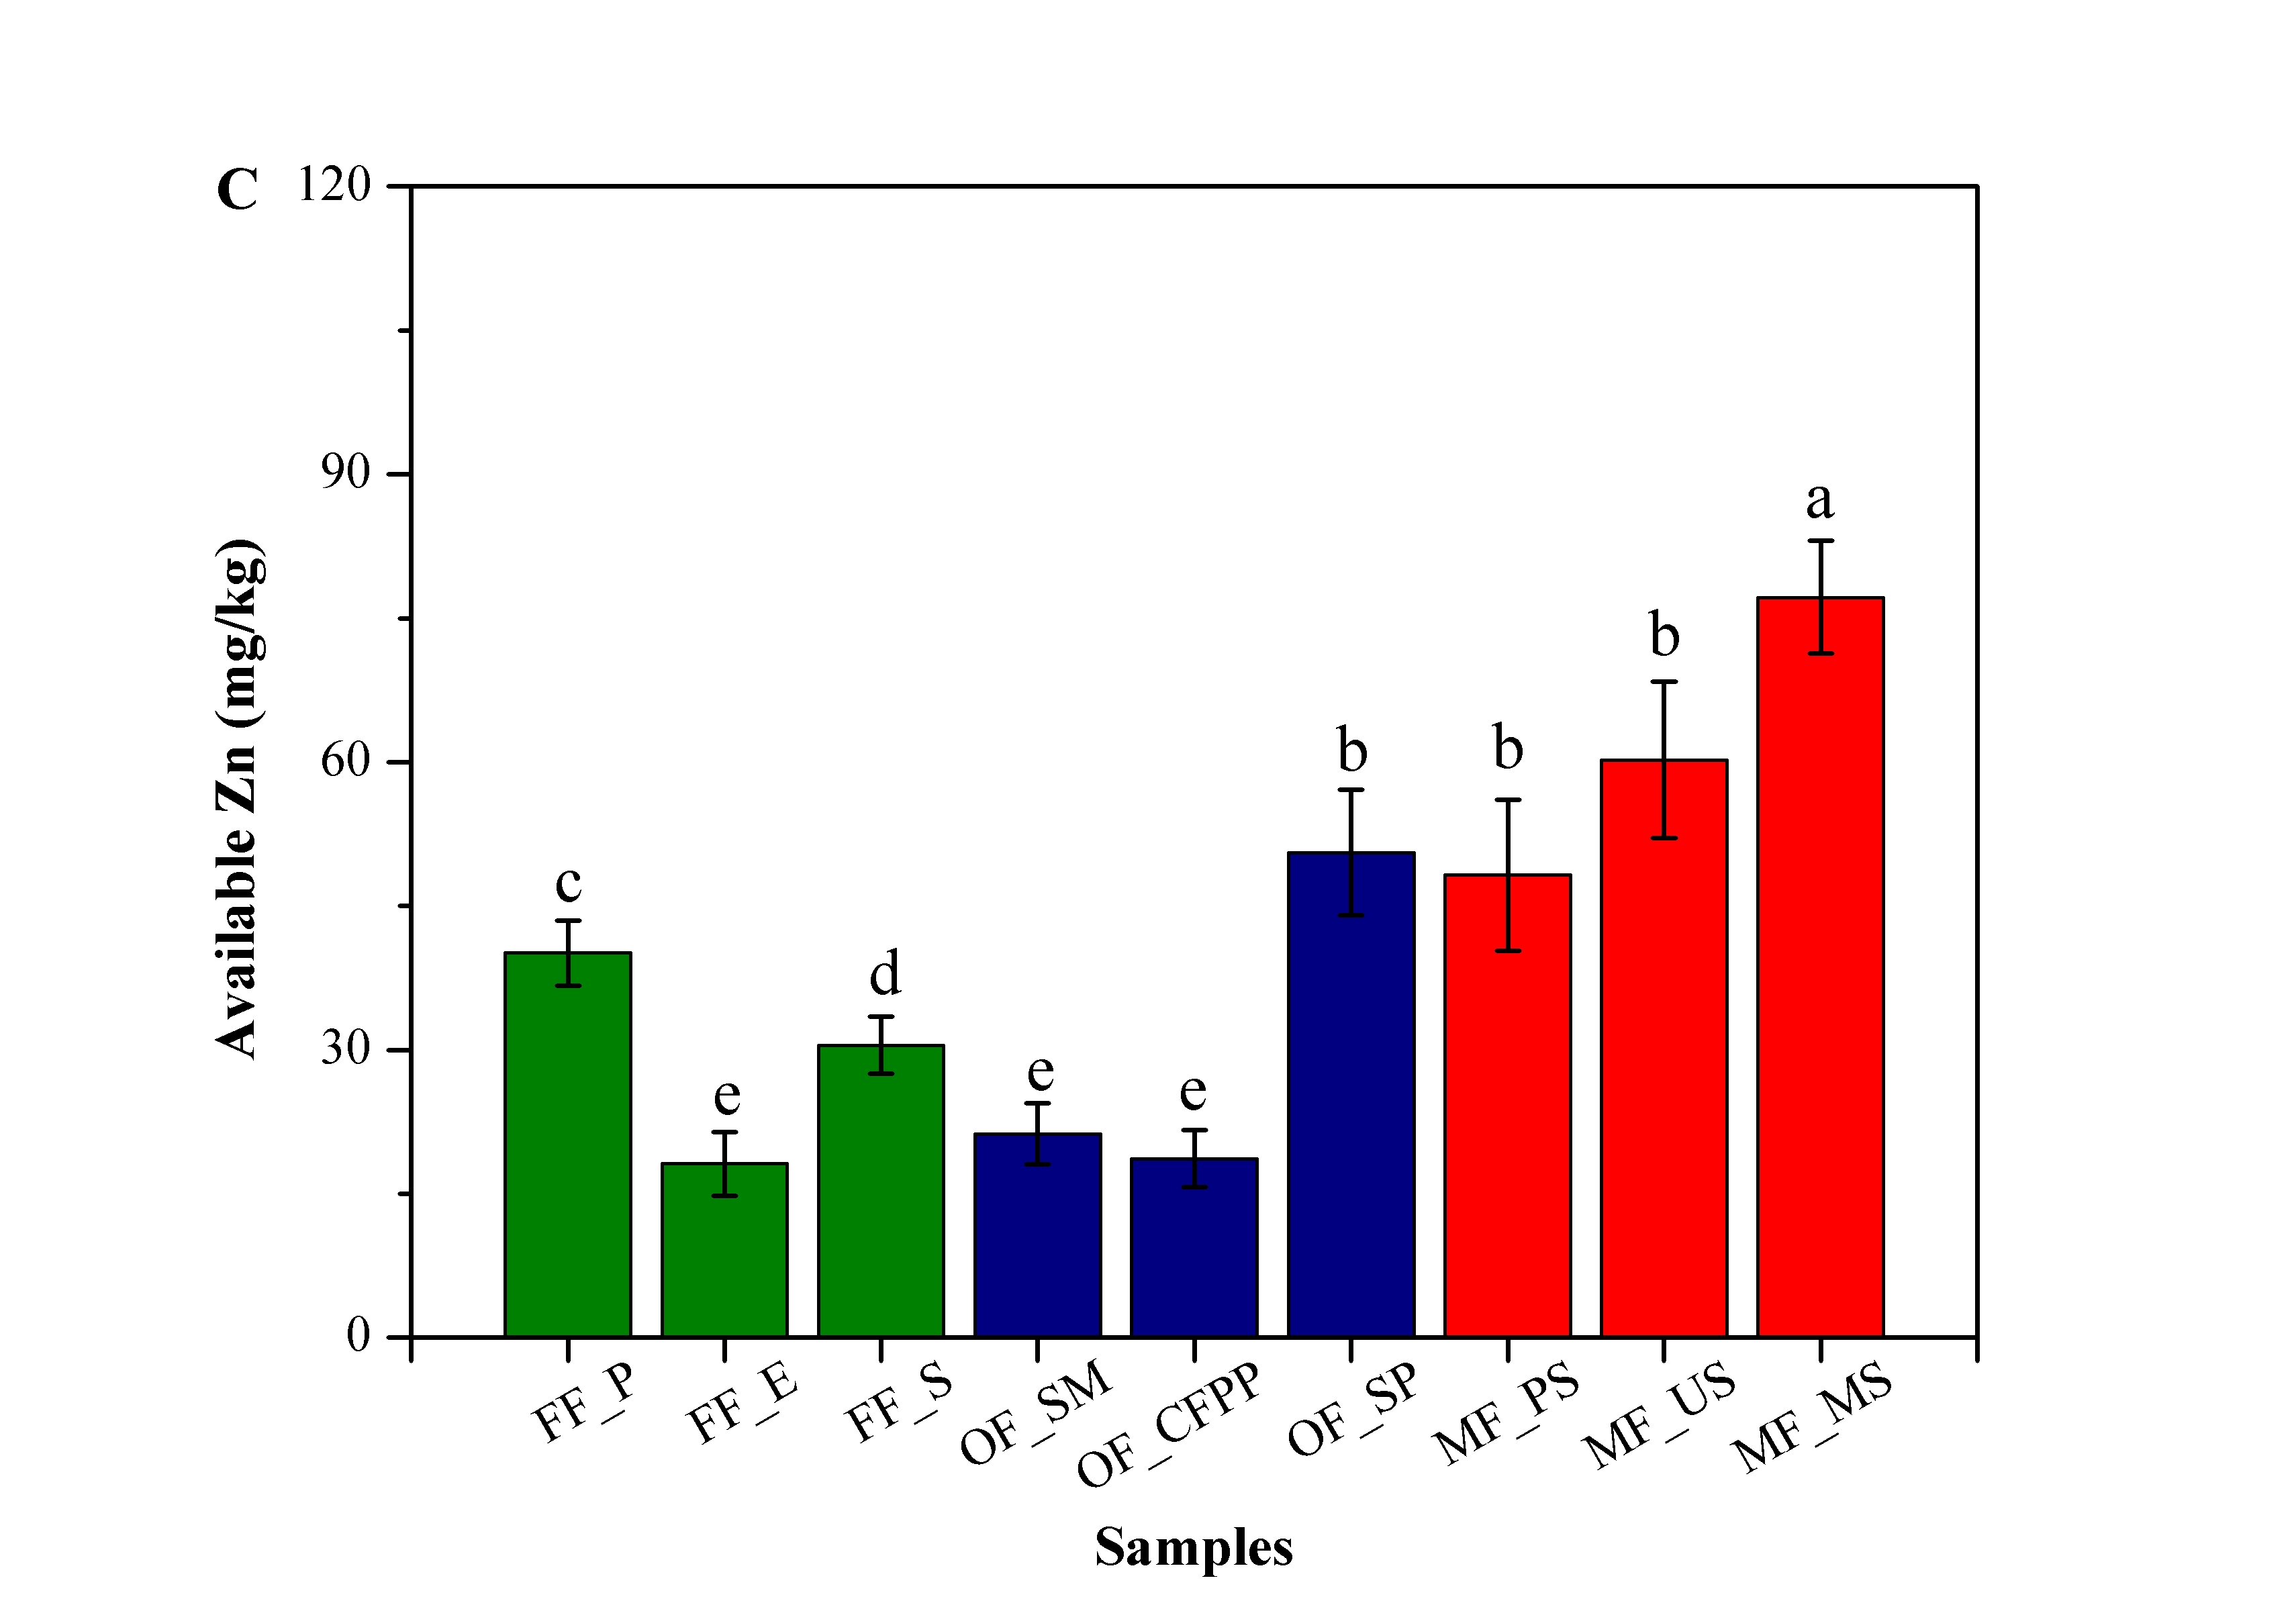 C
120
90
60
30
0
Available Zn (mg/kg)
c
e
d
e
e
b
b
b
a
FF_P
FF_E
FF_S
OF_SM
OF_CFPP
OF_SP
MF_PS
MF_US
MF_MS
Samples